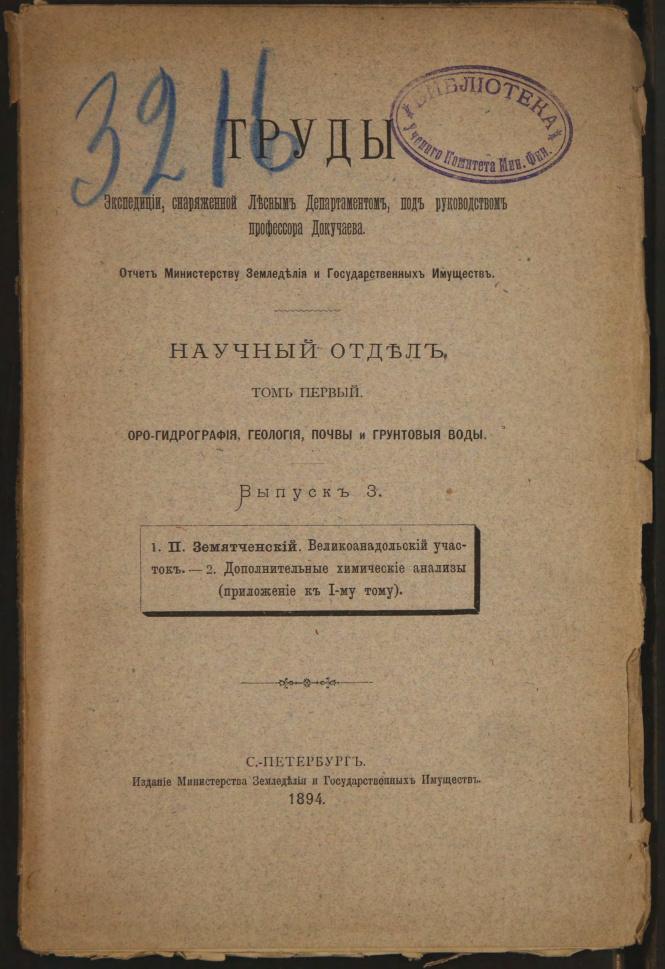 3216
ТРУДЫ
БИБЛІОТЕКА
Ученаго Комитета Мин. Фин.
Экспедиціи, снаряженной Лѣснымъ Департаментомъ, подъ руководствомъ
профессора Докучаева.
Отчетъ Министерству Земледѣлія и Государственныхъ Имуществъ.
НАУЧНЫЙ ОТДѢЛЪ.
ТОМЪ ПЕРВЫЙ.
ОРО-ГИДРОГРАФІЯ, ГЕОЛОГІЯ, ПОЧВЫ и ГРУНТОВЫЯ ВОДЫ.
Выпускъ 3.
1. П. Земятченскій. Великоанадольскій учас-
токъ. — 2. Дополнительные химическіе анализы
(приложеніе къ I-му тому).
С.-ПЕТЕРБУРГЪ.
Изданіе Министерства Земледѣлія и Государственныхъ Имуществъ.
1894.